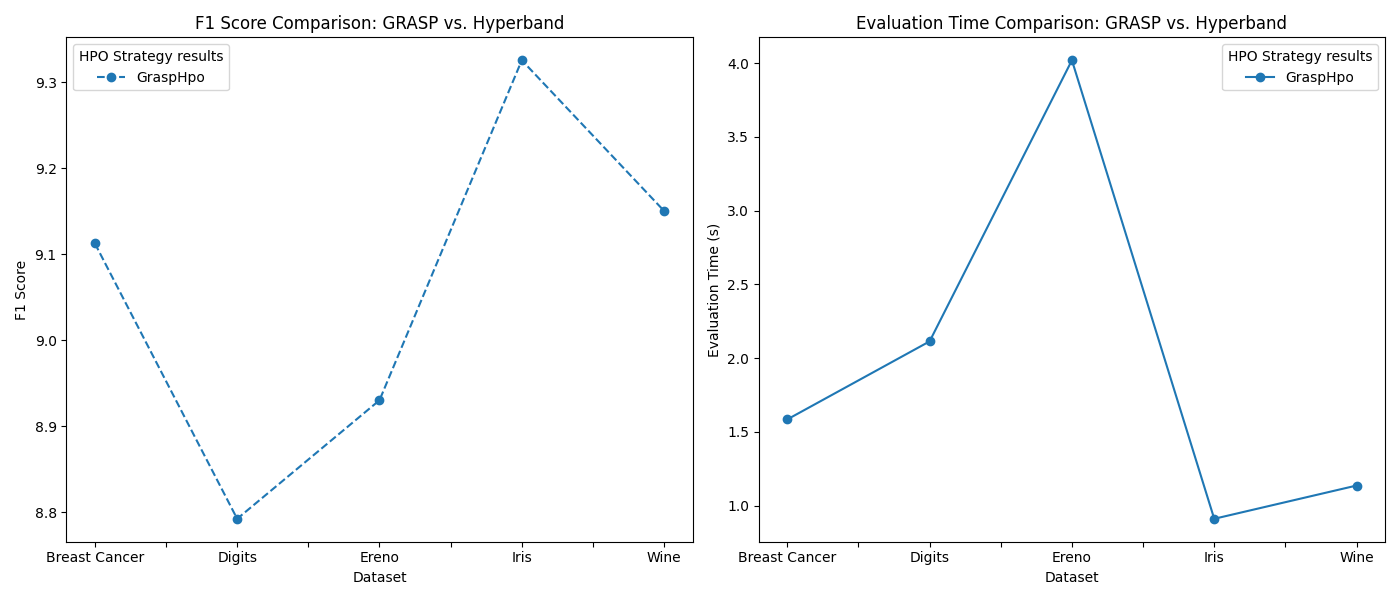 F1 Score Comparison: GRASP vs. Hyperband
HPO Strategy results
GraspHpo
9.3
9.2
9.1
9.0
8.9
8.8
F1 Score
Breast Cancer Digits Ereno Iris Wine
Dataset
Evaluation Time Comparison: GRASP vs. Hyperband
HPO Strategy results
GraspHpo
4.0
3.5
3.0
2.5
2.0
1.5
1.0
Evaluation Time (s)
Breast Cancer Digits Ereno Iris Wine
Dataset